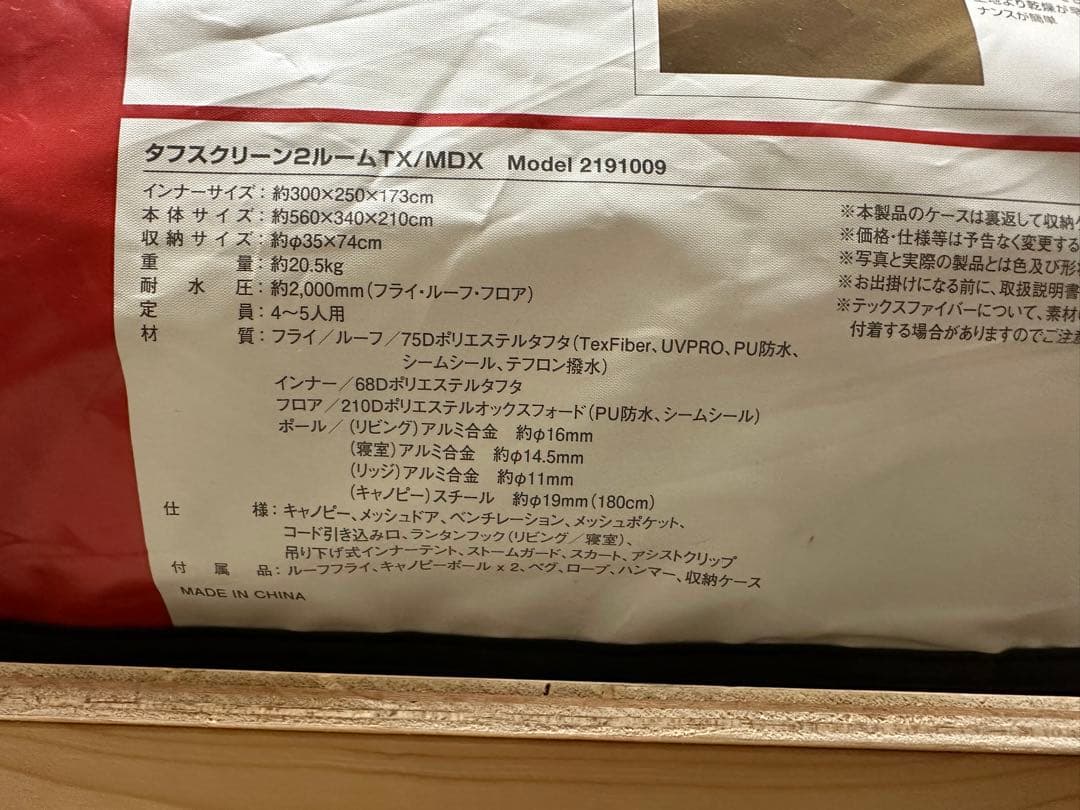 地より乾燥が早
ナンスが簡単
タフスクリーン2ルームTX/MDX Model 2191009
インナーサイズ：約300×250×173cm
本体サイズ：約560×340×210cm
収納サイズ：約φ35×74cm
重量：約20.5kg
耐水圧：約2,000mm（フライ・ルーフ・フロア）
定員：4～5人用
材質：フライ／ルーフ／75Dポリエステルタフタ（TexFiber、UVPRO、PU防水、
シームシール、テフロン撥水）
インナー／68Dポリエステルタフタ
フロア／210Dポリエステルオックスフォード（PU防水、シームシール）
ポール／（リビング）アルミ合金 約φ16mm
（寝室）アルミ合金 約φ14.5mm
（リッジ）アルミ合金 約φ11mm
（キャノピー）スチール 約φ19mm（180cm）
仕様：キャノピー、メッシュドア、ベンチレーション、メッシュポケット、
コード引き込み口、ランタンフック（リビング／寝室）、
吊り下げ式インナーテント、ストームガード、スカート、アシストクリップ
付属品：ルーフフライ、キャノピーポール x 2、ペグ、ロープ、ハンマー、収納ケース
MADE IN CHINA
※本製品のケースは裏返して収納
※価格・仕様等は予告なく変更する
※写真と実際の製品とは色及び形
※お出掛けになる前に、取扱説明書
※テックスファイバーについて、素材
付着する場合がありますのでご注意